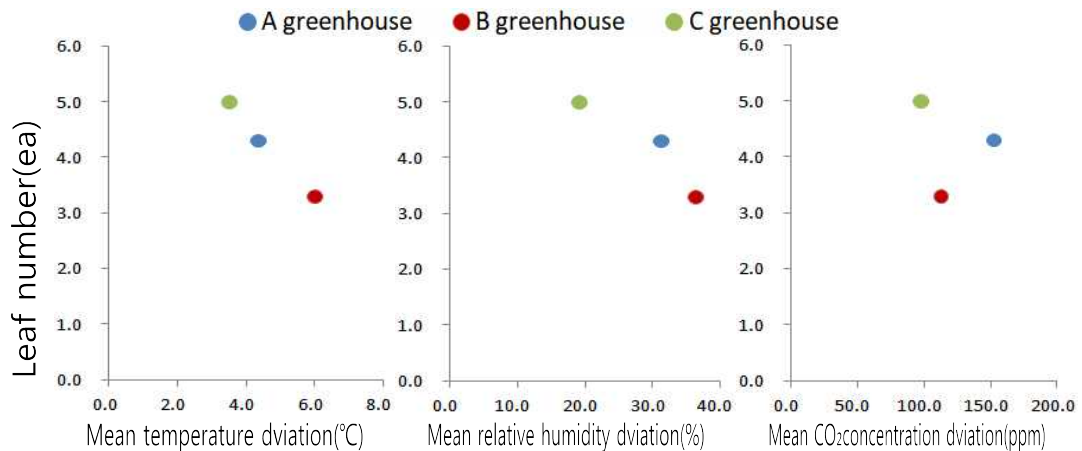 A greenhouse B greenhouse C greenhouse
Leaf number(ea)
6.0
5.0
4.0
3.0
2.0
1.0
0.0
0.0 2.0 4.0 6.0 8.0
Mean temperature dviation(℃)
6.0
5.0
4.0
3.0
2.0
1.0
0.0
0.0 10.0 20.0 30.0 40.0
Mean relative humidity dviation(%)
6.0
5.0
4.0
3.0
2.0
1.0
0.0
0.0 50.0 100.0 150.0 200.0
Mean CO₂concentration dviation(ppm)